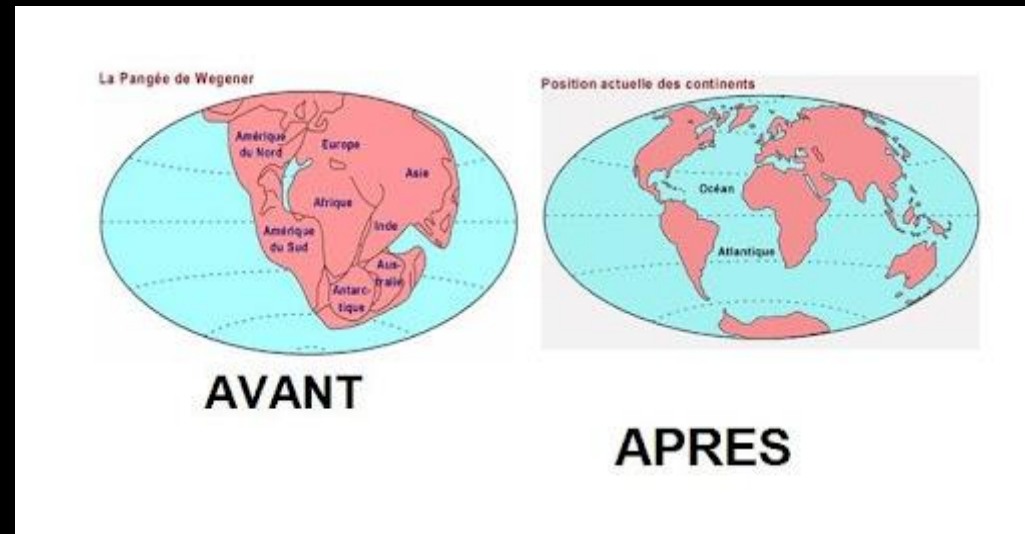 La Pangée de Wegener
Amérique
du Nord
Europe
Asie
Afrique
Inde
Amérique
du Sud
Aus-
tralie
Antarc-
tique
AVANT
Position actuelle des continents
Océan
Atlantique
APRES